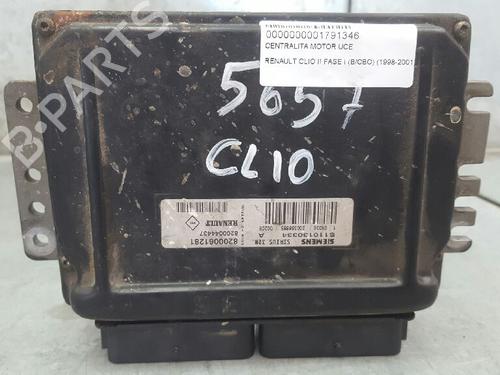 0000000001791346
CENTRALITA MOTOR UCE
RENAULT CLIO II FASE I (B/CBO) (1998-2001
5657
CLIO
SIEMENS SIRIUS 32N
S110130034 A
RENAULT
8200044437
8200061281
B-PARTS